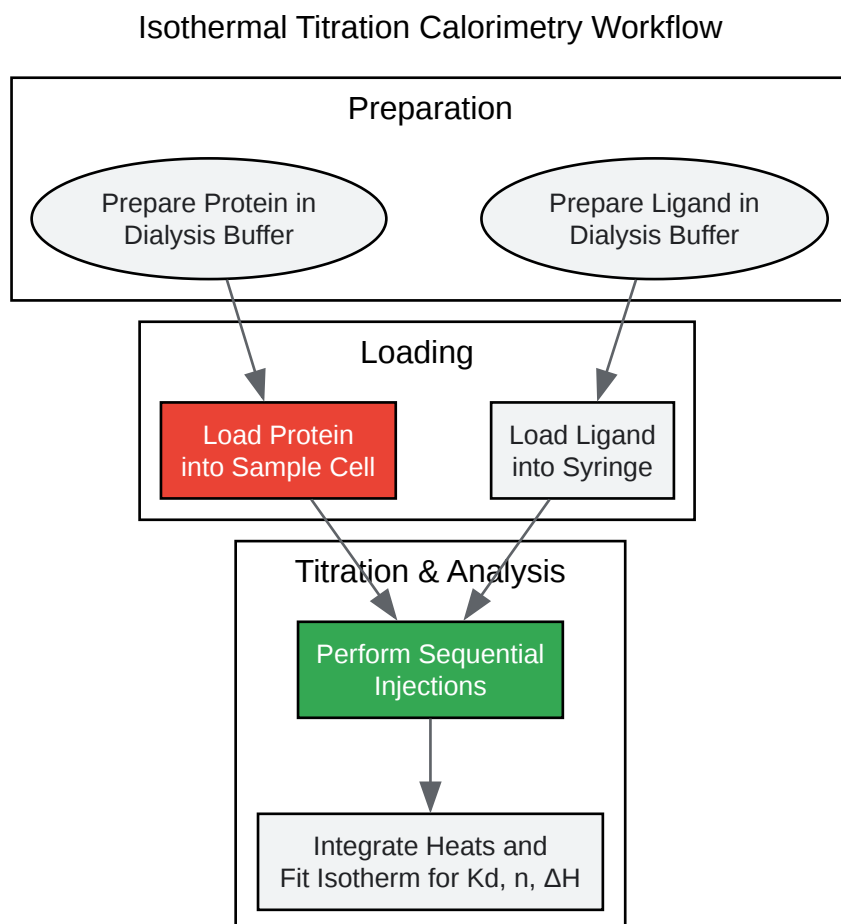 Isothermal Titration Calorimetry Workflow
Preparation
Prepare Protein in
Dialysis Buffer
Prepare Ligand in
Dialysis Buffer
Loading
Load Protein
into Sample Cell
Load Ligand
into Syringe
Titration & Analysis
Perform Sequential
Injections
Integrate Heats and
Fit Isotherm for Kd, n, ΔH